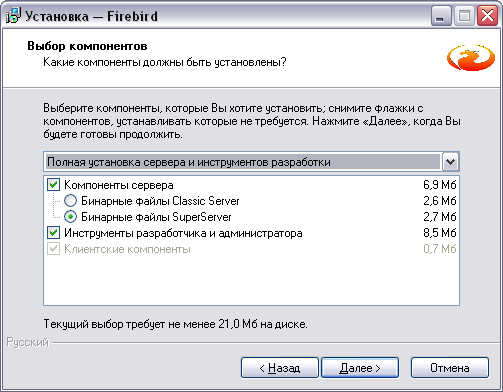 Установка — Firebird
Выбор компонентов
Какие компоненты должны быть установлены?
Выберите компоненты, которые Вы хотите установить; снимите флажки с
компонентов, устанавливать которые не требуется. Нажмите «Далее», когда Вы
будете готовы продолжить.
Полная установка сервера и инструментов разработки
Компоненты сервера 6,9 Мб
Бинарные файлы Classic Server 2,6 Мб
Бинарные файлы SuperServer 2,7 Мб
Инструменты разработчика и администратора 8,5 Мб
Клиентские компоненты 0,7 Мб
Текущий выбор требует не менее 21,0 Мб на диске.
Русский
< Назад Далее > Отмена